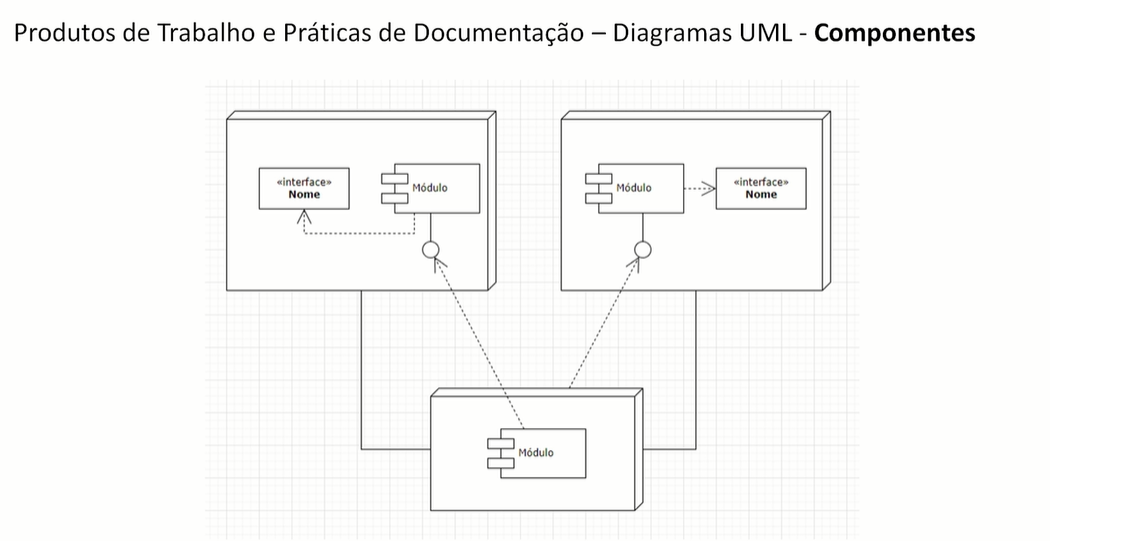 Produtos de Trabalho e Práticas de Documentação – Diagramas UML - Componentes
«interface»
Nome
Módulo
Módulo
«interface»
Nome
Módulo